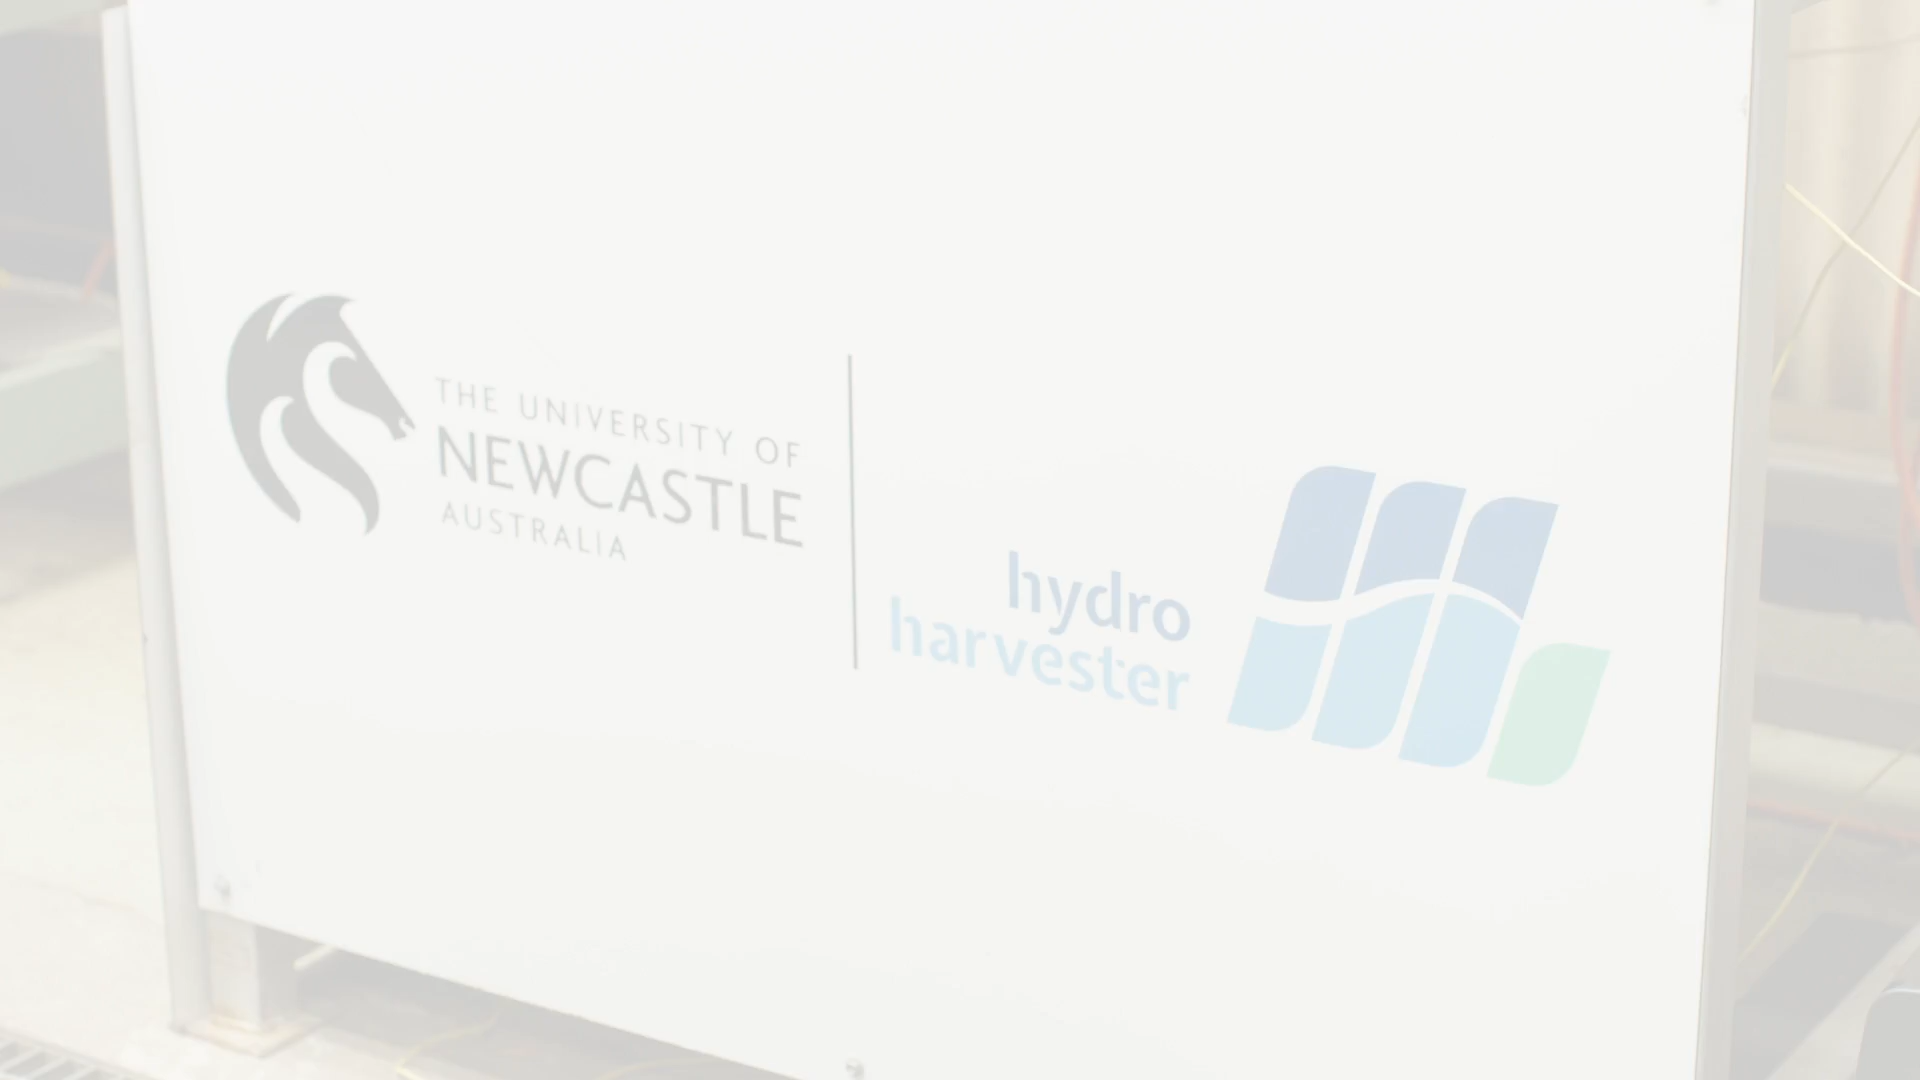 THE UNIVERSITY OF
NEWCASTLE
AUSTRALIA
hydro
harvester